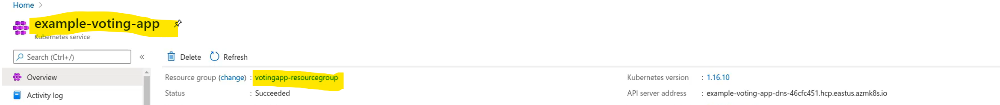 Home >
example-voting-app
Kubernetes service
Search (Ctrl+/) «
Delete Refresh
Overview
Activity log
Resource group (change) : votingapp-resourcegroup
Status : Succeeded
Kubernetes version : 1.16.10
API server address : example-voting-app-dns-46cfc451.hcp.eastus.azmk8s.io